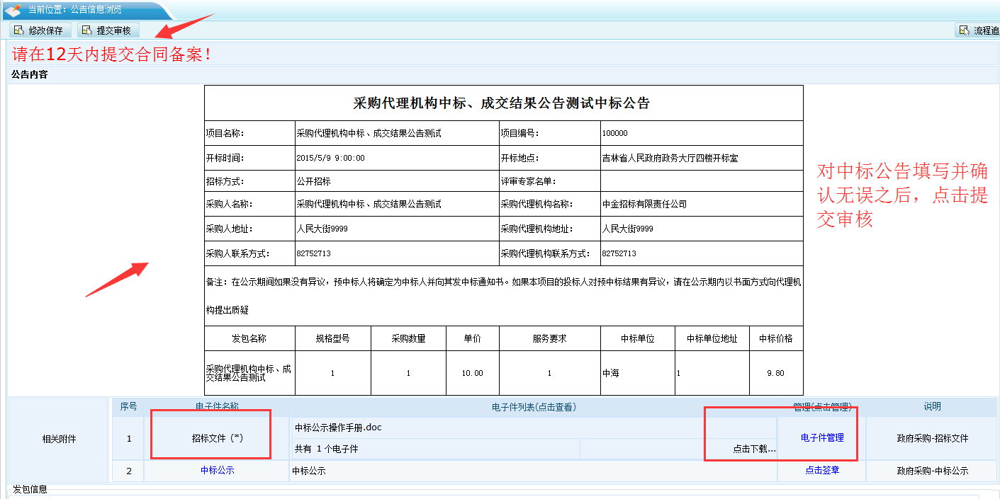 当前位置：公告信息浏览
修改保存 提交审核 流程追
请在12天内提交合同备案！
公告内容
采购代理机构中标、成交结果公告测试中标公告
项目名称： 采购代理机构中标、成交结果公告测试 项目编号： 100000
开标时间： 2015/5/9 9:00:00 开标地点： 吉林省人民政府政务大厅四楼开标室
招标方式： 公开招标 评审专家名单：
采购人名称： 采购代理机构中标、成交结果公告测试 采购代理机构名称： 中金招标有限责任公司
采购人地址： 人民大街9999 采购代理机构地址： 人民大街9999
采购人联系方式： 82752713 采购代理机构联系方式： 82752713
对中标公告填写并确
认无误之后，点击提
交审核
备注：在公示期间如果没有异议，预中标人将确定为中标人并向其发中标通知书。如果本项目的投标人对预中标结果有异议，请在公示期内以书面方式向代理机
构提出质疑
发包名称 规格型号 采购数量 单价 服务要求 中标单位 中标单位地址 中标价格
采购代理机构中标、成
交结果公告测试 1 1 10.00 1 中海 1 9.80
序号 电子件名称 电子件列表(点击查看) 管理(点击管理) 说明
相关附件
1 招标文件（*） 中标公示操作手册.doc 电子件管理 政府采购-招标文件
共有 1 个电子件 点击下载...
2 中标公示 中标公示 点击签章 政府采购-中标公示
发包信息